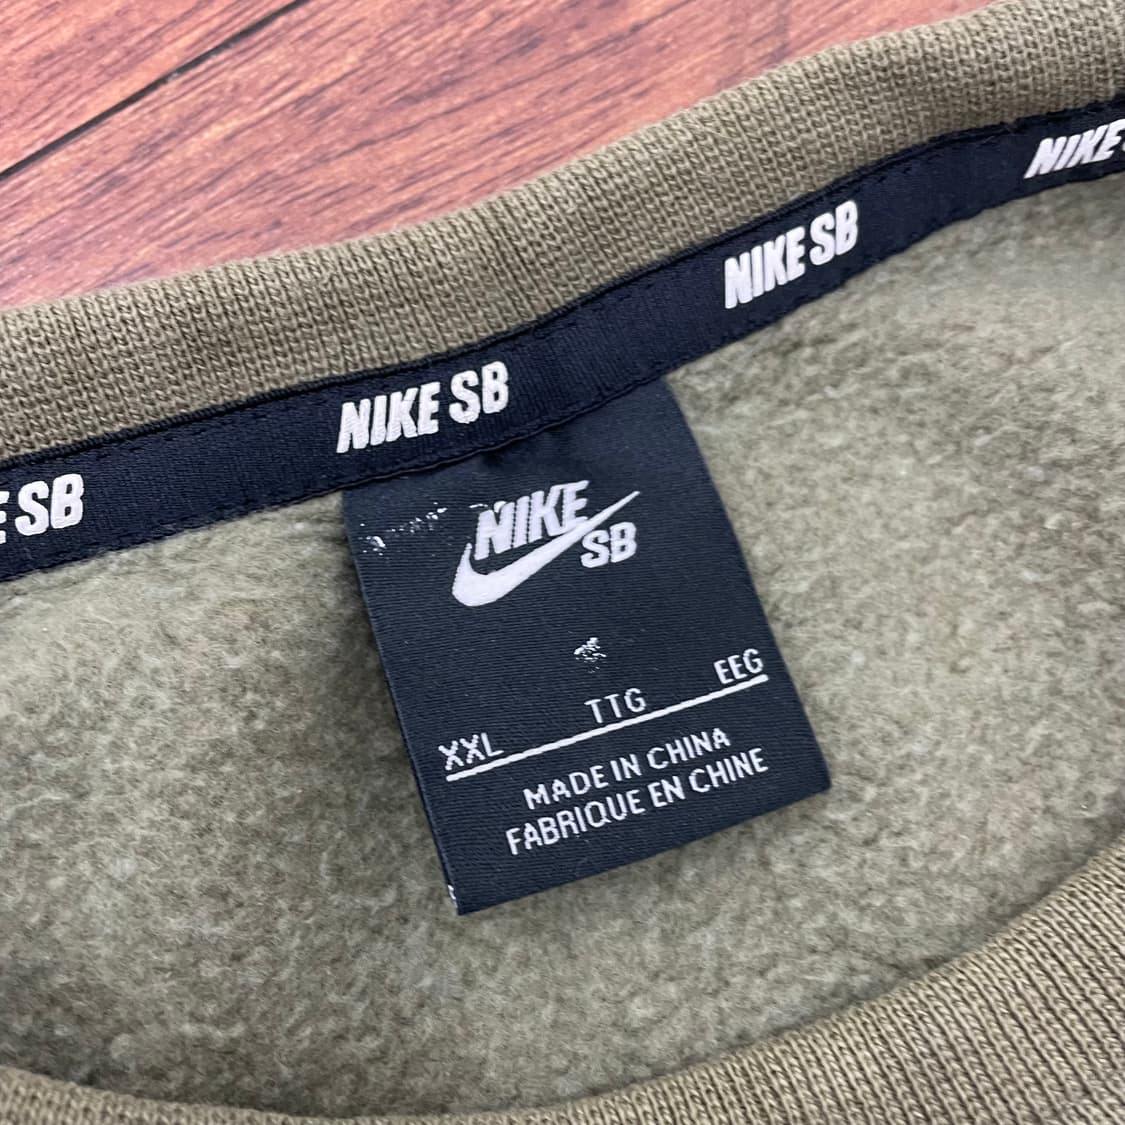 NIKE
NIKE SB
NIKE SB
SB
NIKE
SB
XXL TTG EEG
MADE IN CHINA
FABRIQUE EN CHINE